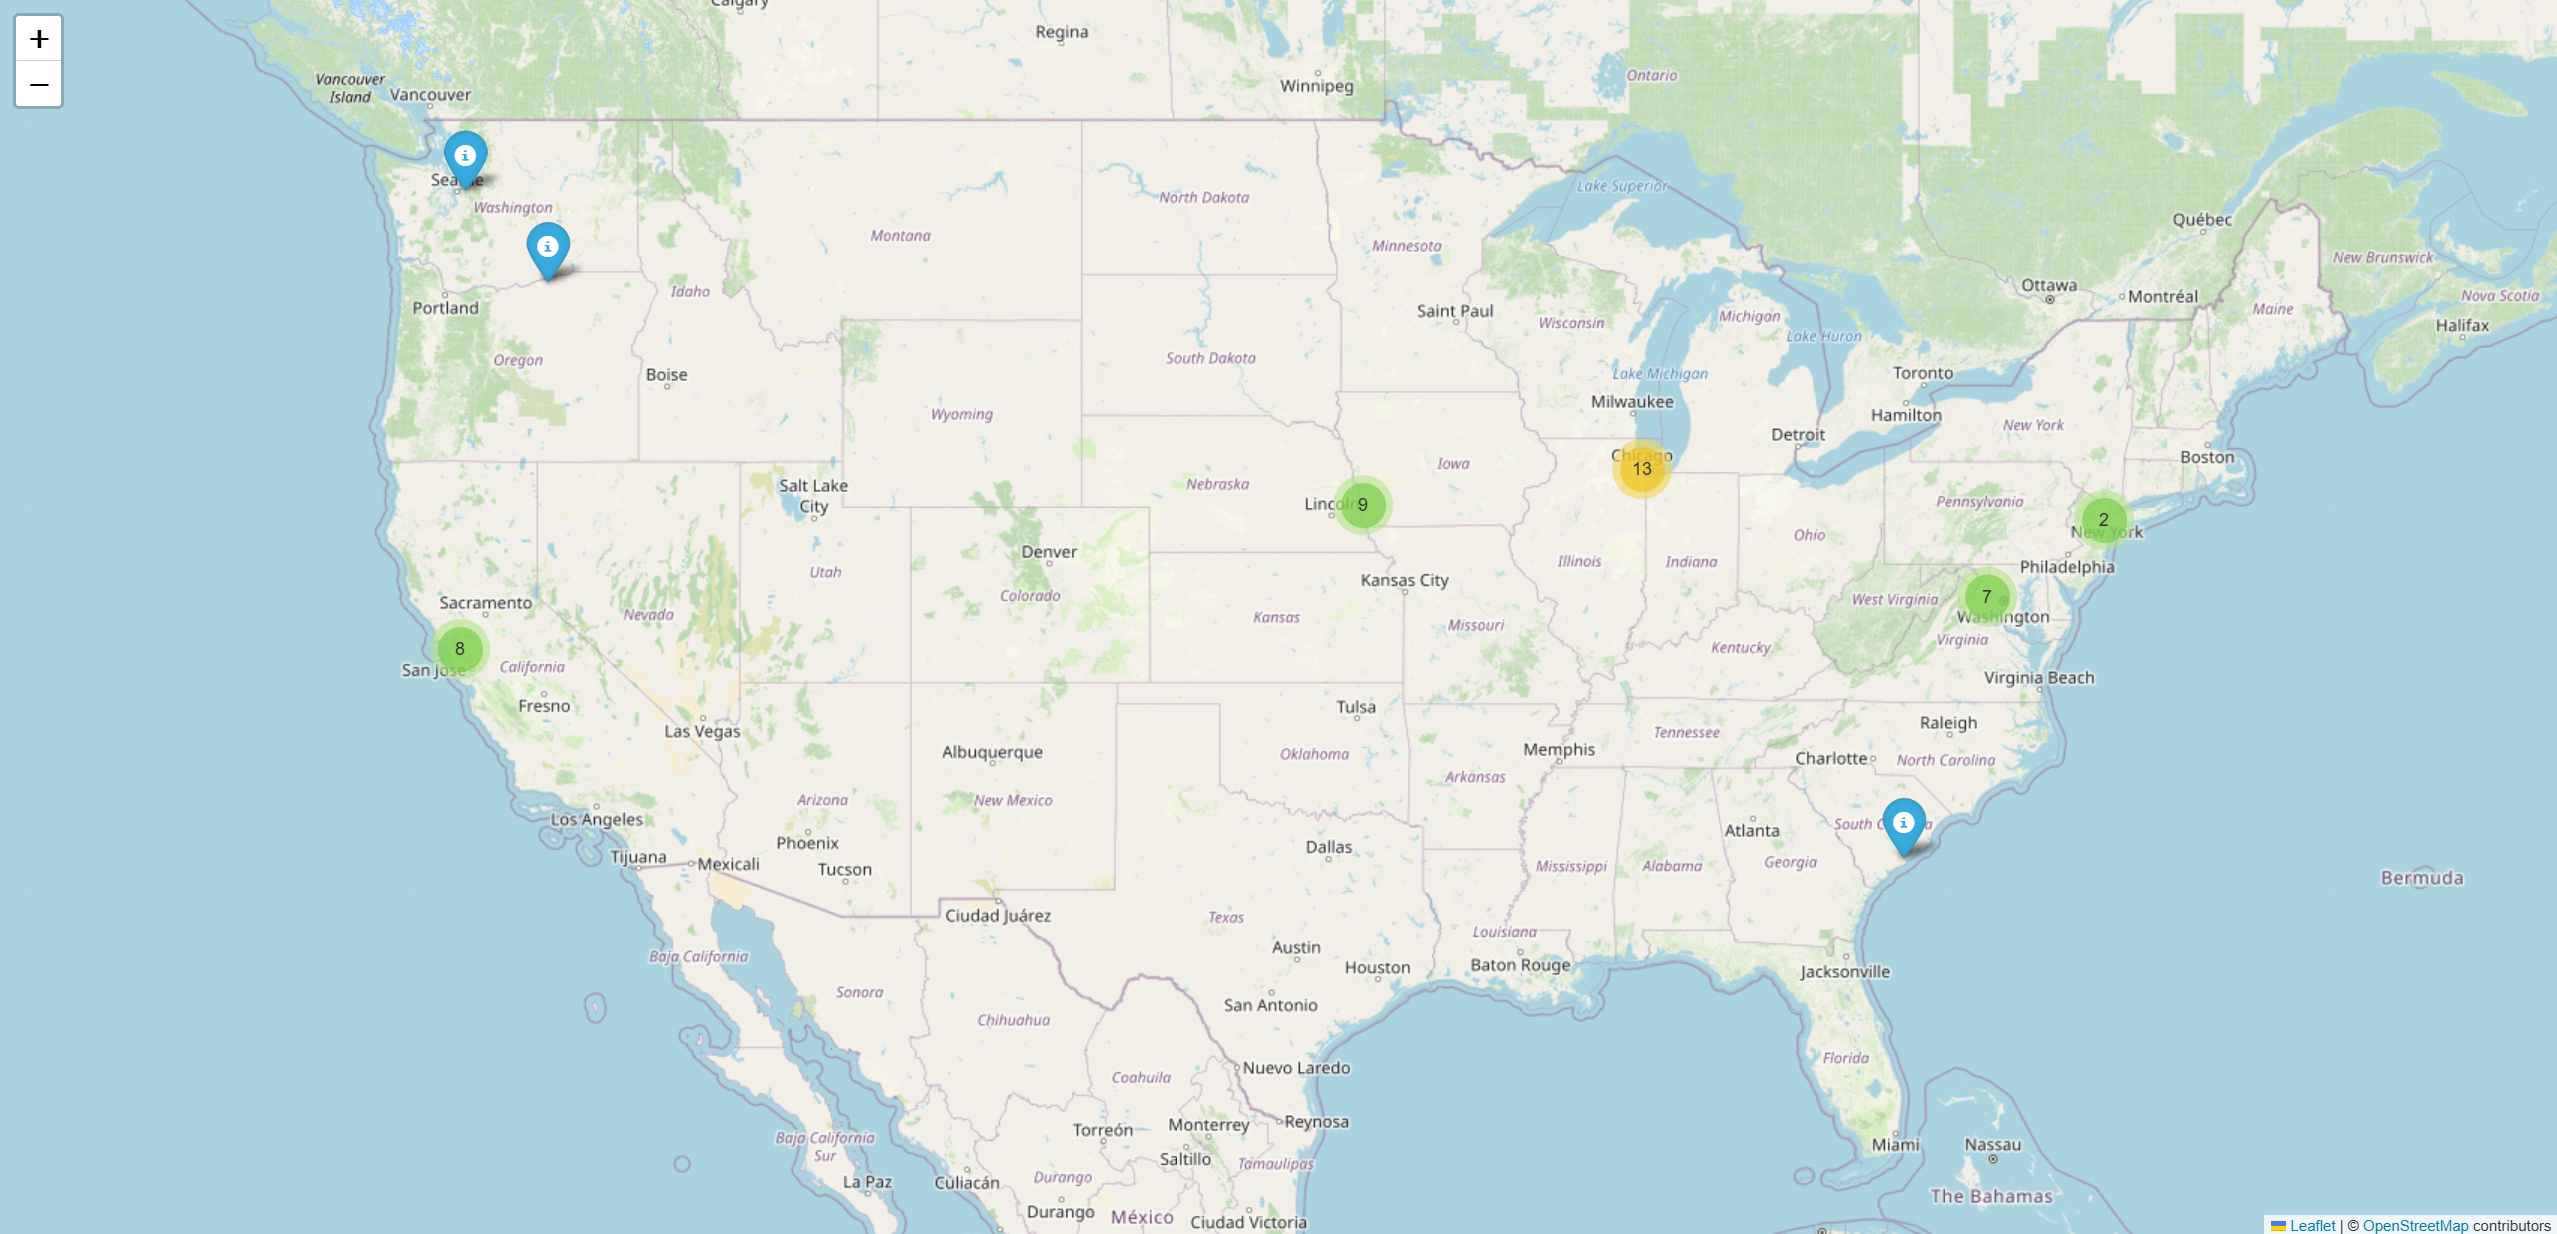 +
−
Calgary
Regina
Winnipeg
Ontario
Vancouver
Island
Vancouver
Seattle
Washington
North Dakota
Montana
Minnesota
Lake Superior
Québec
New Brunswick
Nova Scotia
Maine
Ottawa
Montréal
Halifax
Portland
Idaho
Saint Paul
Wisconsin
Michigan
Lake Huron
Oregon
Boise
South Dakota
Lake Michigan
Toronto
Wyoming
Milwaukee
Hamilton
New York
Detroit
Boston
Chicago
13
Iowa
Salt Lake
City
Nebraska
Lincoln
9
Pennsylvania
2
New York
Denver
Utah
Colorado
Illinois
Indiana
Ohio
Philadelphia
Kansas City
Kansas
Sacramento
Nevada
West Virginia
7
Washington
Missouri
Virginia
Kentucky
8
San Jose
California
Virginia Beach
Fresno
Tulsa
Las Vegas
Raleigh
Albuquerque
Oklahoma
Memphis
Tennessee
Charlotte
North Carolina
Arkansas
Arizona
New Mexico
Los Angeles
Phoenix
Dallas
Atlanta
South Carolina
Tijuana
Mexicali
Tucson
Mississippi
Alabama
Georgia
Bermuda
Ciudad Juárez
Texas
Louisiana
Austin
Baja California
Houston
Baton Rouge
Jacksonville
Sonora
San Antonio
Chihuahua
Florida
Nuevo Laredo
Coahuila
Reynosa
Torreón
Monterrey
Baja California
Sur
Saltillo
Tamaulipas
Miami
Nassau
La Paz
Culiacán
Durango
The Bahamas
Durango
México
Ciudad Victoria
Leaflet | © OpenStreetMap contributors